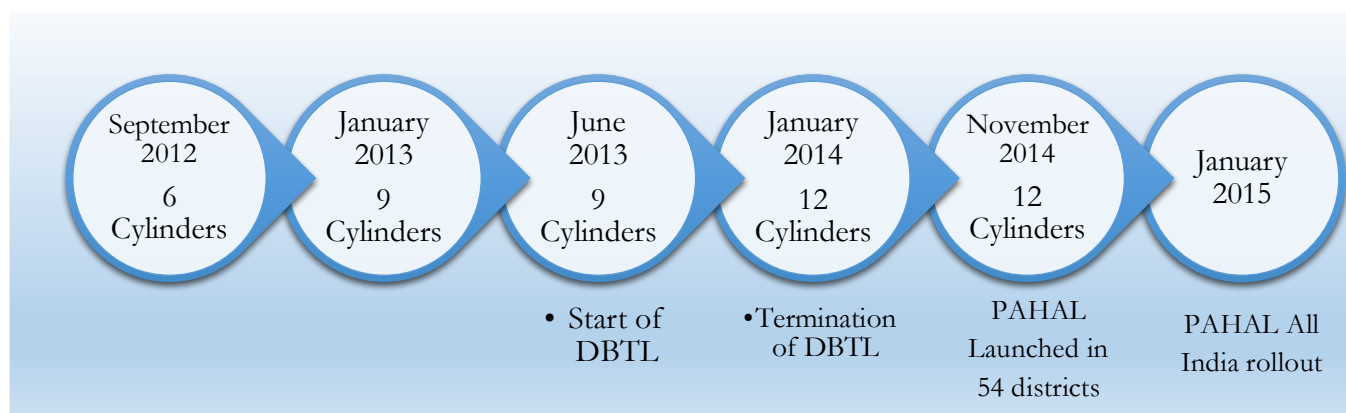 September
2012
6
Cylinders
January
2013
9
Cylinders
June
2013
9
Cylinders
January
2014
12
Cylinders
November
2014
12
Cylinders
January
2015
• Start of
DBTL
•Termination
of DBTL
PAHAL
Launched in
54 districts
PAHAL All
India rollout